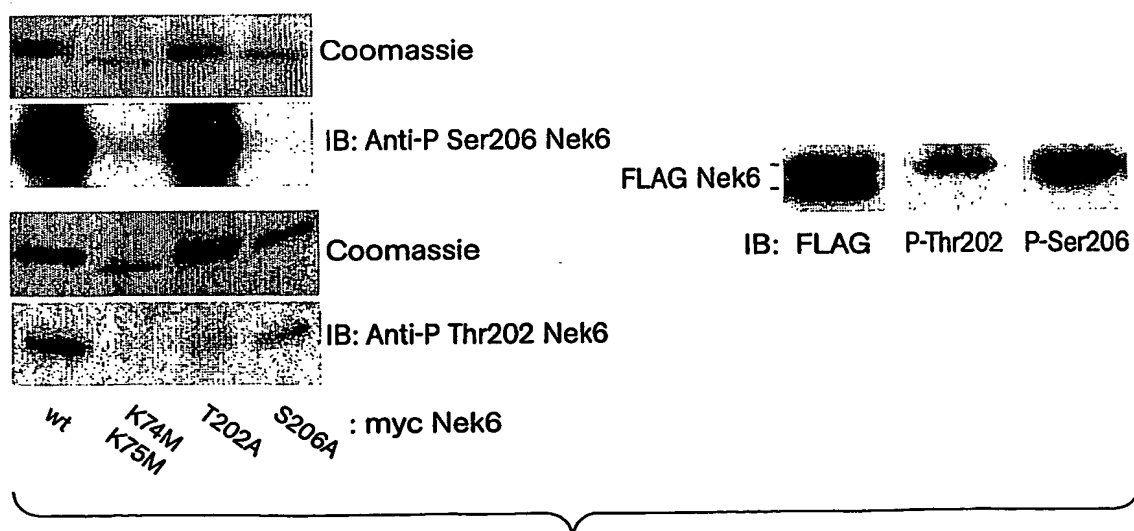 Coomassie
IB: Anti-P Ser206 Nek6
Coomassie
IB: Anti-P Thr202 Nek6
wt K74M K75M T202A S206A : myc Nek6
FLAG Nek6
IB: FLAG P-Thr202 P-Ser206